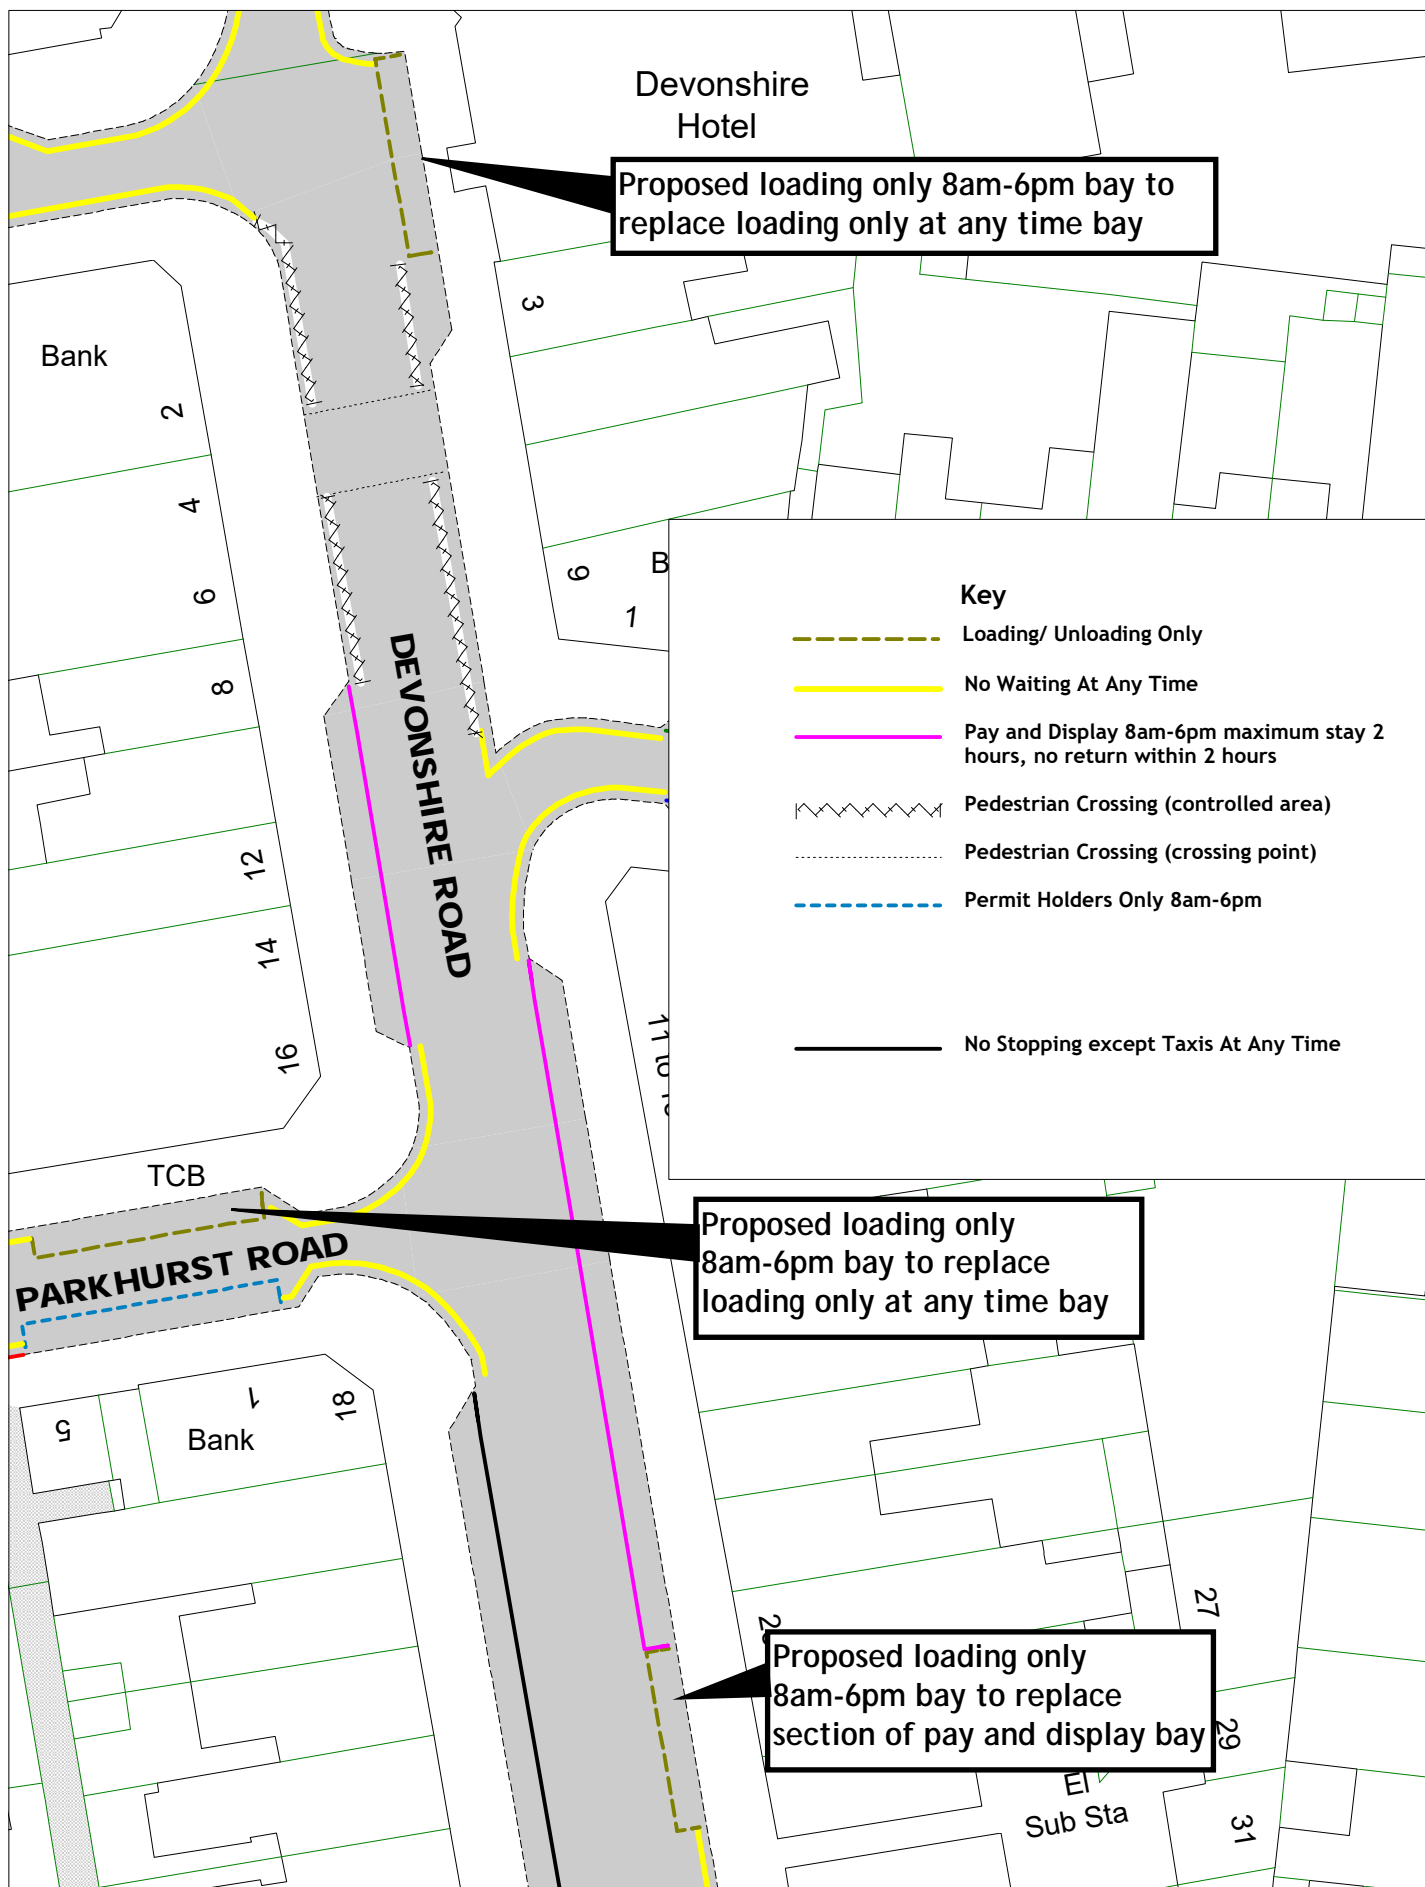 Devonshire
Hotel
Proposed loading only 8am-6pm bay to
replace loading only at any time bay
3
Bank
2
4
6
8
9
1
B
Key
Loading/ Unloading Only
No Waiting At Any Time
Pay and Display 8am-6pm maximum stay 2
hours, no return within 2 hours
Pedestrian Crossing (controlled area)
Pedestrian Crossing (crossing point)
Permit Holders Only 8am-6pm
No Stopping except Taxis At Any Time
DEVONSHIRE ROAD
12
14
16
11 to
TCB
PARKHURST ROAD
Proposed loading only
8am-6pm bay to replace
loading only at any time bay
5
1
18
Bank
27
Proposed loading only
8am-6pm bay to replace
section of pay and display bay
29
El
Sub Sta
31